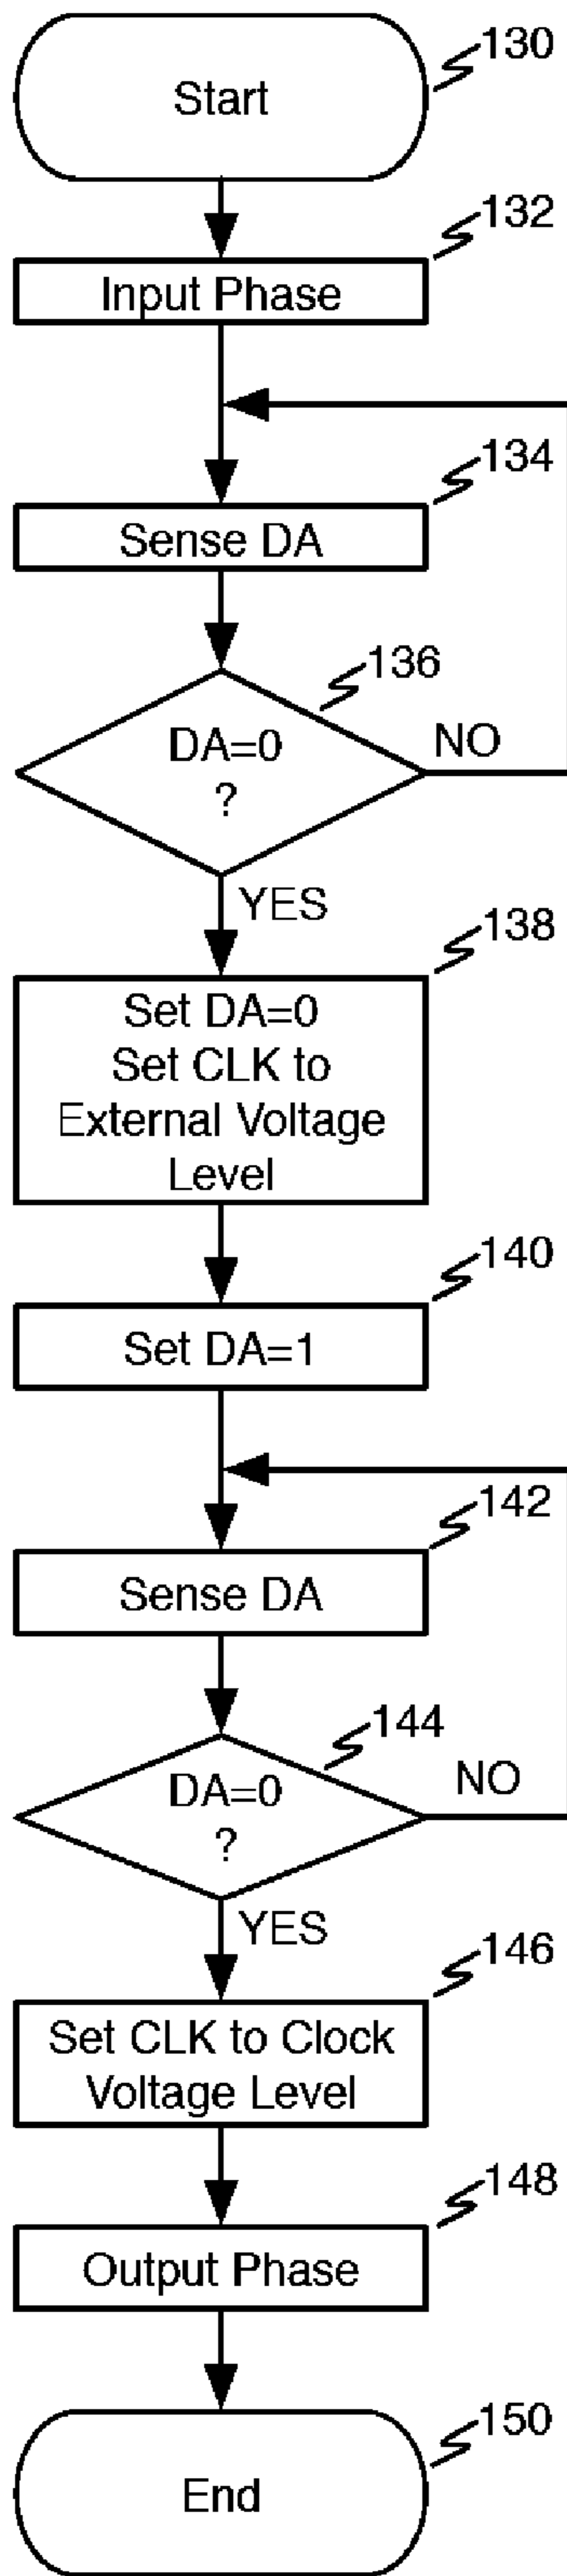 130
Start
132
Input Phase
134
Sense DA
136
DA=0
?
NO
YES
138
Set DA=0
Set CLK to
External Voltage
Level
140
Set DA=1
142
Sense DA
144
DA=0
?
NO
YES
146
Set CLK to Clock
Voltage Level
148
Output Phase
150
End